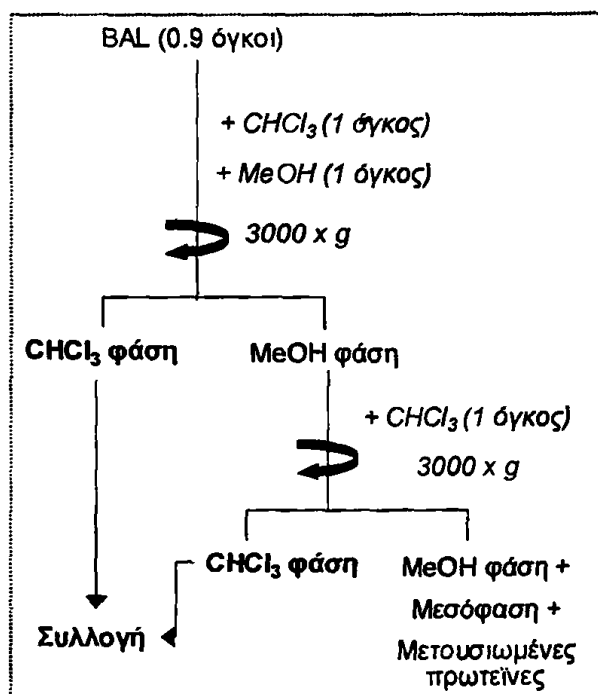 BAL (0.9 όγκοι)
+ CHCl₃ (1 όγκος)
+ MeOH (1 όγκος)
3000 x g
CHCl₃ φάση
MeOH φάση
+ CHCl₃ (1 όγκος)
3000 x g
CHCl₃ φάση
MeOH φάση +
Μεσόφαση +
Μετουσιωμένες
πρωτεΐνες
Συλλογή